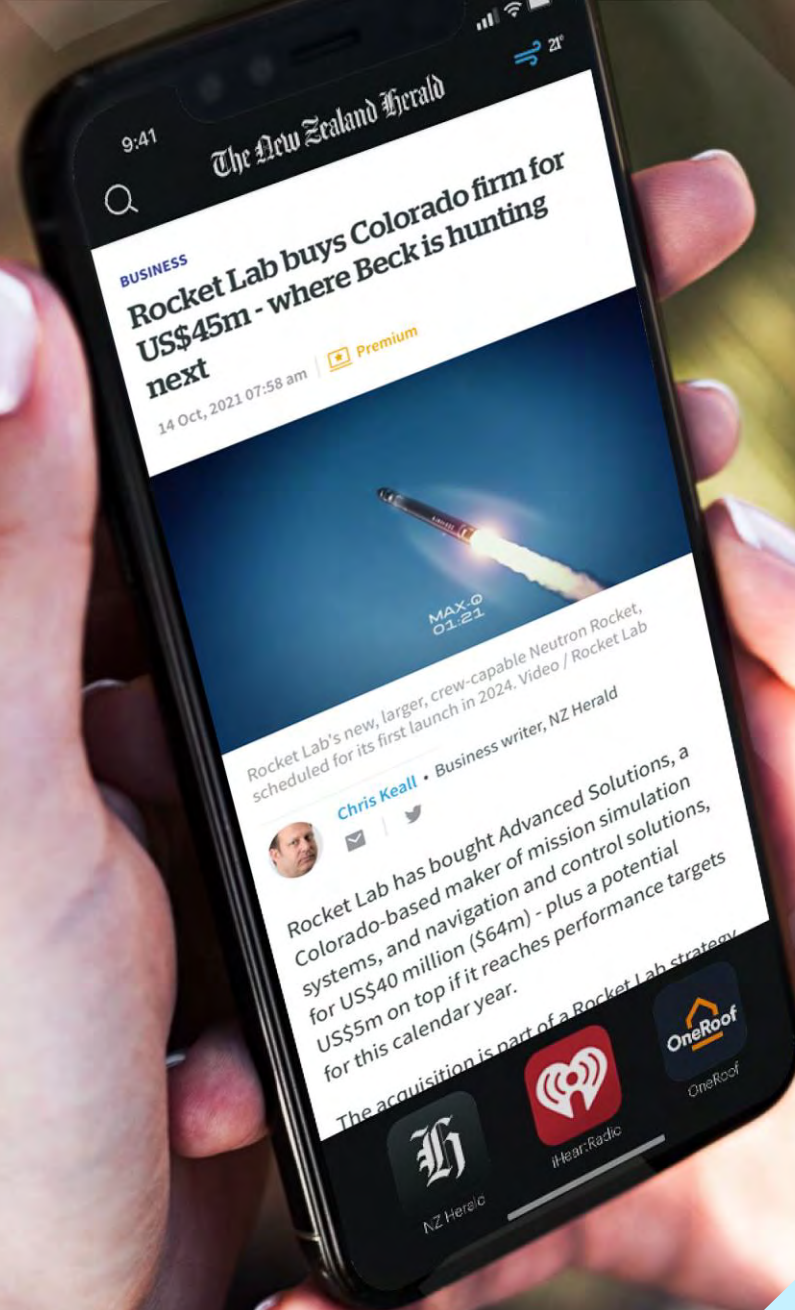 9:41
21°
The New Zealand Herald
BUSINESS
Rocket Lab buys Colorado firm for
US$45m - where Beck is hunting
next
14 Oct, 2021 07:58 am
Premium
MAX-Q
01:21
Rocket Lab's new, larger, crew-capable Neutron Rocket,
scheduled for its first launch in 2024. Video / Rocket Lab
Chris Keall • Business writer, NZ Herald
Rocket Lab has bought Advanced Solutions, a
Colorado-based maker of mission simulation
systems, and navigation and control solutions,
for US$40 million ($64m) - plus a potential
US$5m on top if it reaches performance targets
for this calendar year.
The acquisition is part of a Rocket Lab strategy
OneRoof
H
NZ Herald
iHeartRadio
OneRoof